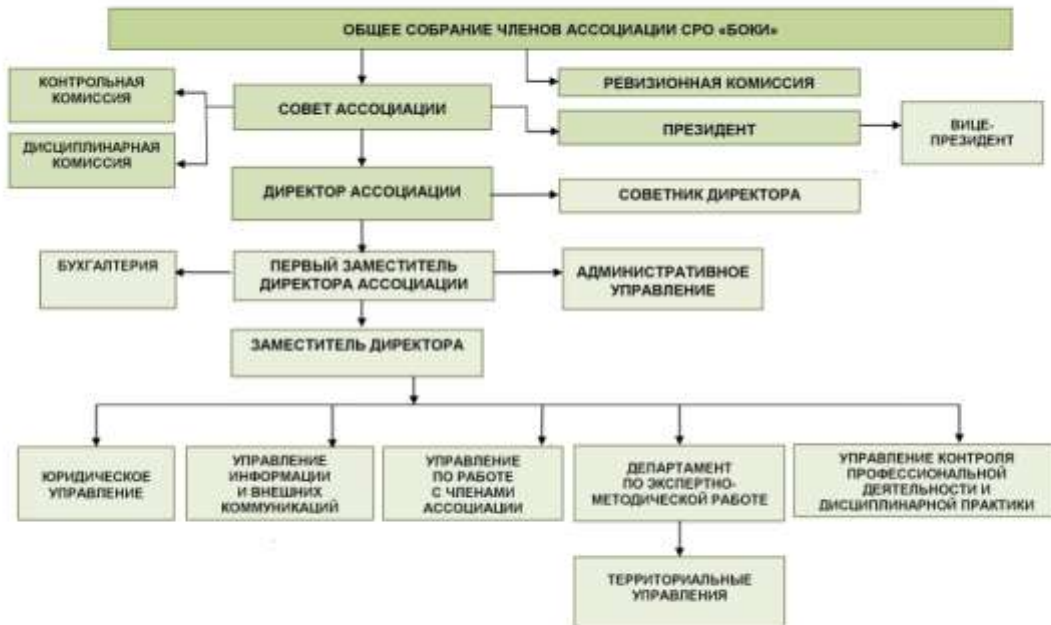 ОБЩЕЕ СОБРАНИЕ ЧЛЕНОВ АССОЦИАЦИИ СРО «БОКИ»
КОНТРОЛЬНАЯ
КОМИССИЯ
СОВЕТ АССОЦИАЦИИ
РЕВИЗИОННАЯ КОМИССИЯ
ПРЕЗИДЕНТ
ВИЦЕ-
ПРЕЗИДЕНТ
ДИСЦИПЛИНАРНАЯ
КОМИССИЯ
ДИРЕКТОР АССОЦИАЦИИ
СОВЕТНИК ДИРЕКТОРА
БУХГАЛТЕРИЯ
ПЕРВЫЙ ЗАМЕСТИТЕЛЬ
ДИРЕКТОРА АССОЦИАЦИИ
АДМИНИСТРАТИВНОЕ
УПРАВЛЕНИЕ
ЗАМЕСТИТЕЛЬ ДИРЕКТОРА
ЮРИДИЧЕСКОЕ
УПРАВЛЕНИЕ
УПРАВЛЕНИЕ
ИНФОРМАЦИИ
И ВНЕШНИХ
КОММУНИКАЦИЙ
УПРАВЛЕНИЕ
ПО РАБОТЕ
С ЧЛЕНАМИ
АССОЦИАЦИИ
ДЕПАРТАМЕНТ
ПО ЭКСПЕРТНО-
МЕТОДИЧЕСКОЙ РАБОТЕ
УПРАВЛЕНИЕ КОНТРОЛЯ
ПРОФЕССИОНАЛЬНОЙ
ДЕЯТЕЛЬНОСТИ И
ДИСЦИПЛИНАРНОЙ ПРАКТИКИ
ТЕРРИТОРИАЛЬНЫЕ
УПРАВЛЕНИЯ